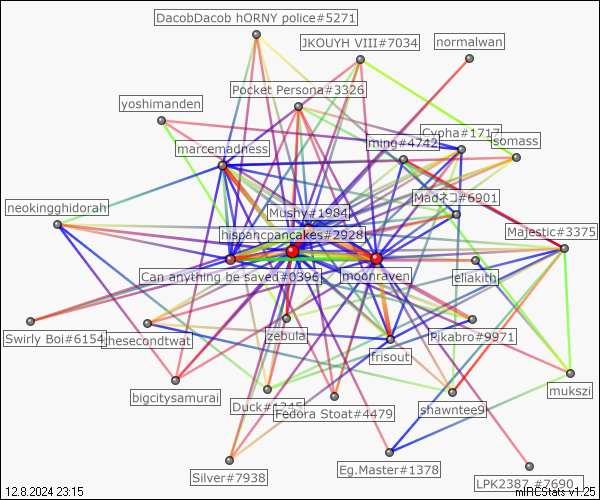 DacobDacob hORNY police#5271
JKOUYH VIII#7034
normalwan
Pocket Persona#3326
yoshimanden
Cypha#1717
ming#4742
somass
marcemadness
Madネコ#6901
neokingghidorah
Mushy#1984
hispancpancakes#2928
Majestic#3375
Can anything be saved#0396
moonraven
eliakith
Swirly Boi#6154
thesecondtwat
zebula
Pikabro#9971
frisout
bigcitysamurai
mukszi
Duck#1245
Fedora Stoat#4479
shawntee9
Silver#7938
Eg.Master#1378
LPK2387 #7690
12.8.2024 23:15
mIRCStats v1.25